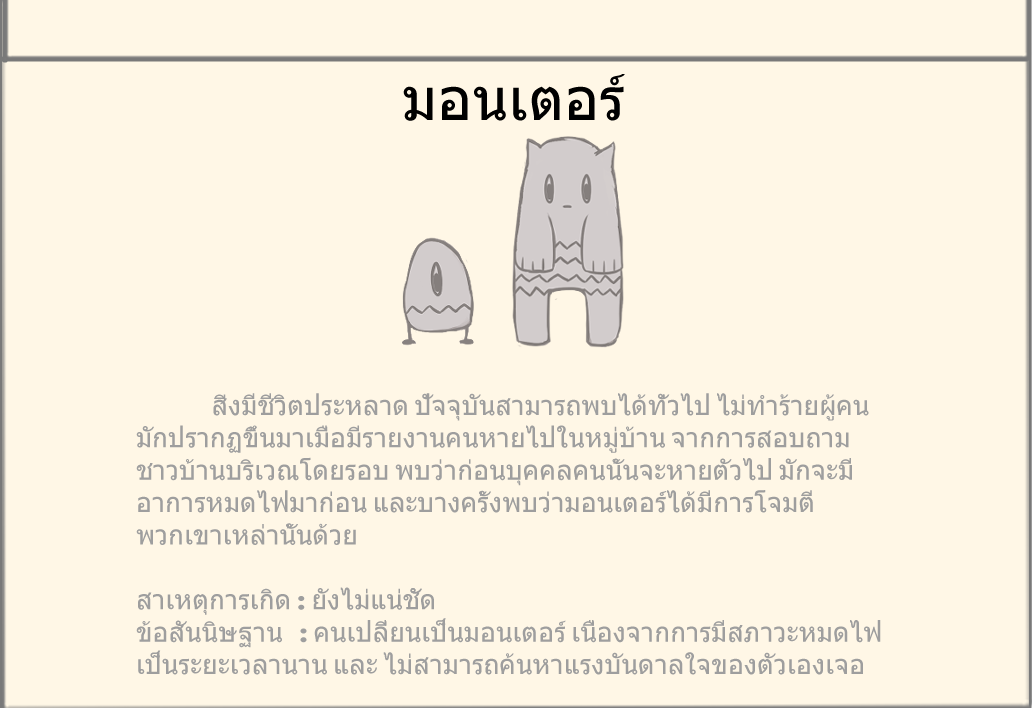 มอนเตอร์
สิ่งมีชีวิตประหลาด ปัจจุบันสามารถพบได้ทั่วไป ไม่ทำร้ายผู้คน
มักปรากฏขึ้นมาเมื่อมีรายงานคนหายไปในหมู่บ้าน จากการสอบถาม
ชาวบ้านบริเวณโดยรอบ พบว่าก่อนบุคคลคนนั้นจะหายตัวไป มักจะมี
อาการหมดไฟมาก่อน และบางครั้งพบว่ามอนเตอร์ได้มีการโจมตี
พวกเขาเหล่านั้นด้วย
สาเหตุการเกิด : ยังไม่แน่ชัด
ข้อสันนิษฐาน : คนเปลี่ยนเป็นมอนเตอร์ เนื่องจากการมีสภาวะหมดไฟ
เป็นระยะเวลานาน และ ไม่สามารถค้นหาแรงบันดาลใจของตัวเองเจอ